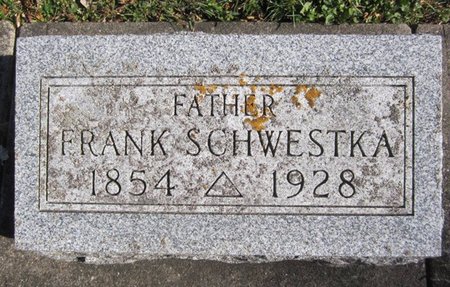 FATHER
FRANK SCHWESTKA
1854 △ 1928